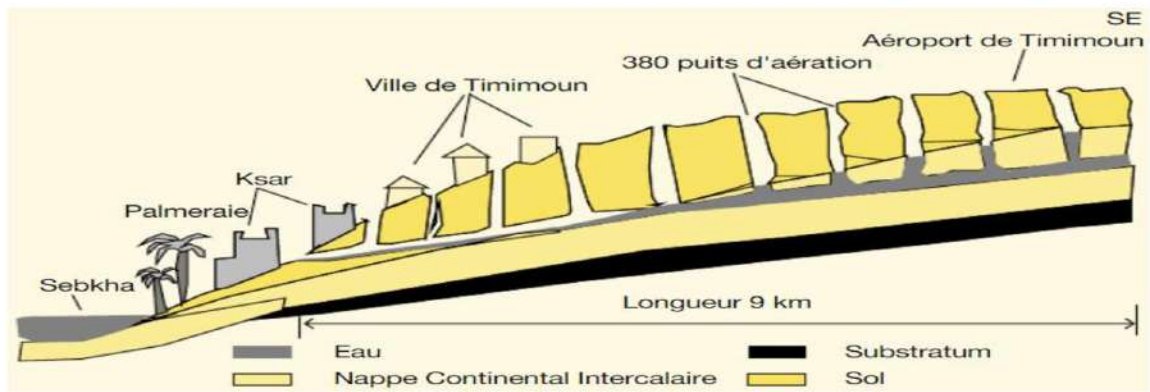 SE
Aéroport de Timimoun
380 puits d'aération
Ville de Timimoun
Ksar
Palmeraie
Sebkha
Longueur 9 km
Eau
Substratum
Nappe Continental Intercalaire
Sol